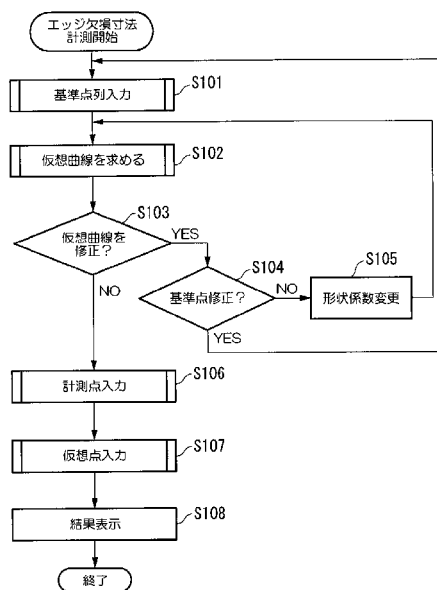 エッジ欠損寸法
計測開始
基準点列入力
S101
仮想曲線を求める
S102
仮想曲線を
修正?
S103
YES
NO
基準点修正?
S104
NO
YES
形状係数変更
S105
計測点入力
S106
仮想点入力
S107
結果表示
S108
終了